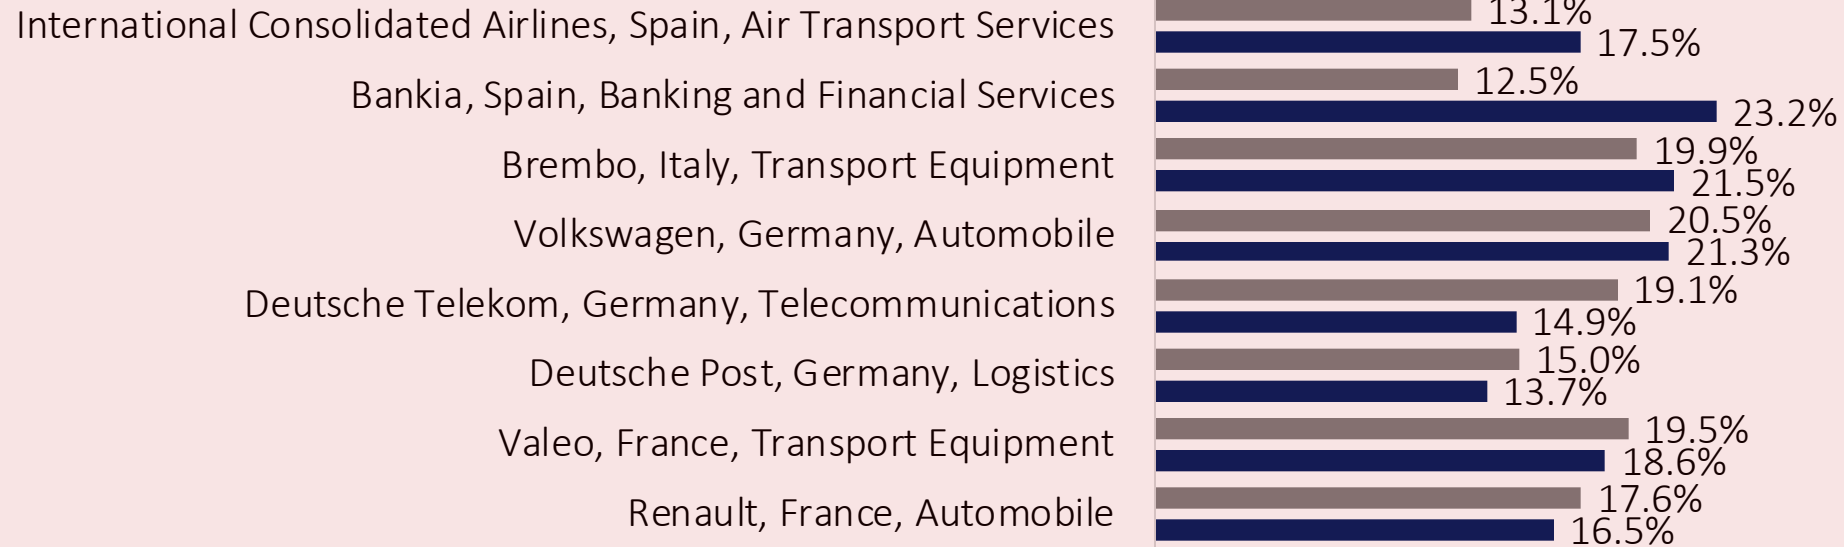 International Consolidated Airlines, Spain, Air Transport Services
13.1%
17.5%
Bankia, Spain, Banking and Financial Services
12.5%
23.2%
Brembo, Italy, Transport Equipment
19.9%
21.5%
Volkswagen, Germany, Automobile
20.5%
21.3%
Deutsche Telekom, Germany, Telecommunications
19.1%
14.9%
Deutsche Post, Germany, Logistics
15.0%
13.7%
Valeo, France, Transport Equipment
19.5%
18.6%
Renault, France, Automobile
17.6%
16.5%